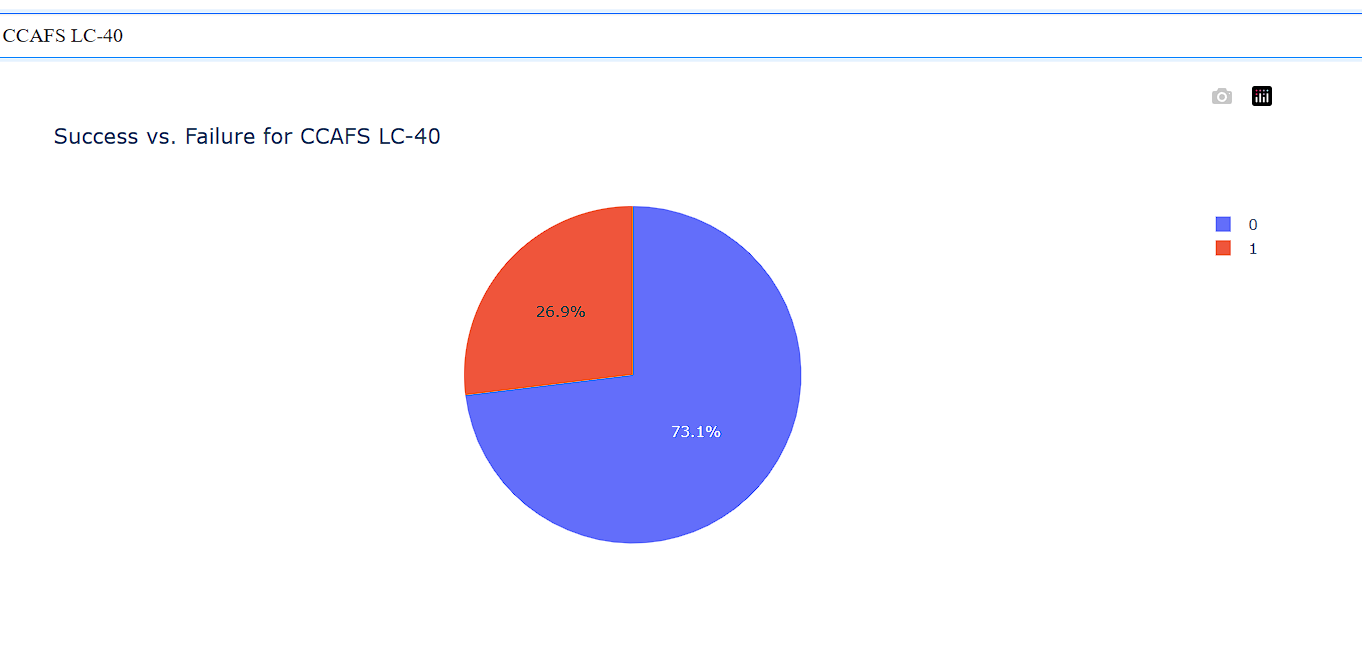 CCAFS LC-40
Success vs. Failure for CCAFS LC-40
0
1
26.9%
73.1%